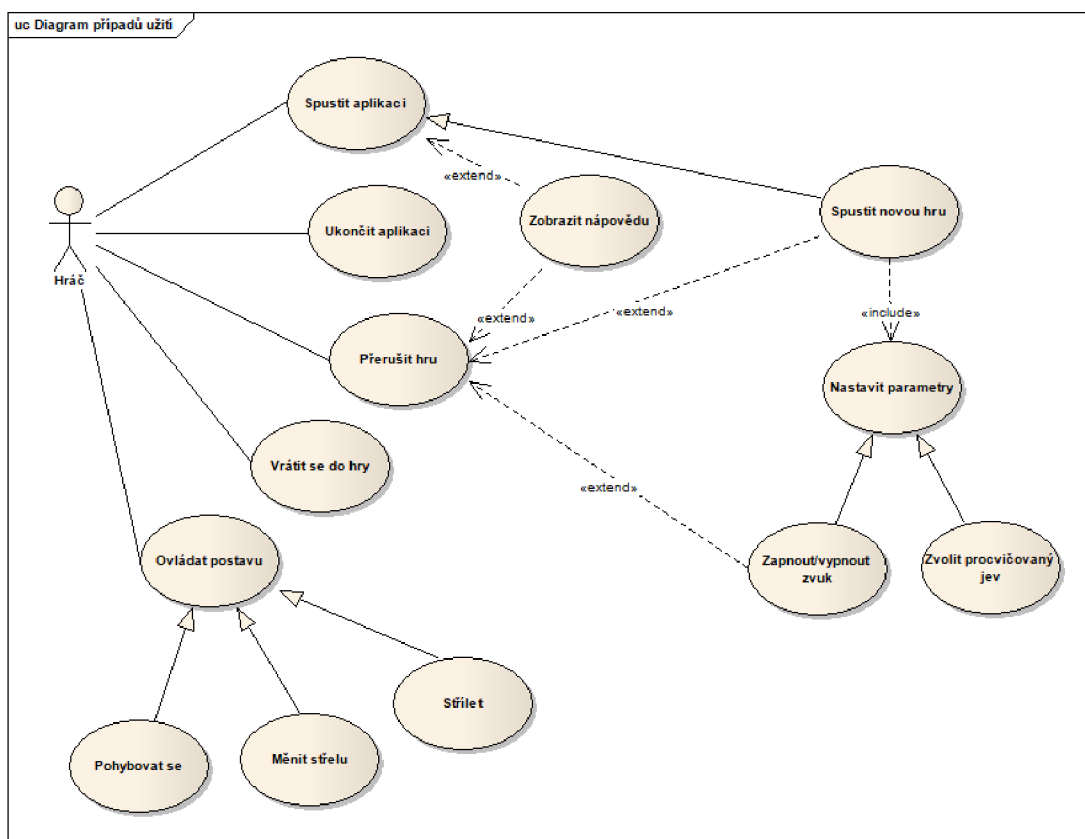 uc Diagram případů užití
Spustit aplikaci
«extend»
Zobrazit nápovědu
Spustit novou hru
Ukončit aplikaci
Hráč
«extend»
«extend»
«include»
Přerušit hru
Nastavit parametry
Vrátit se do hry
«extend»
Ovládat postavu
Zapnout/vypnout
zvuk
Zvolit procvičovaný
jev
Střílet
Pohybovat se
Měnit střelu